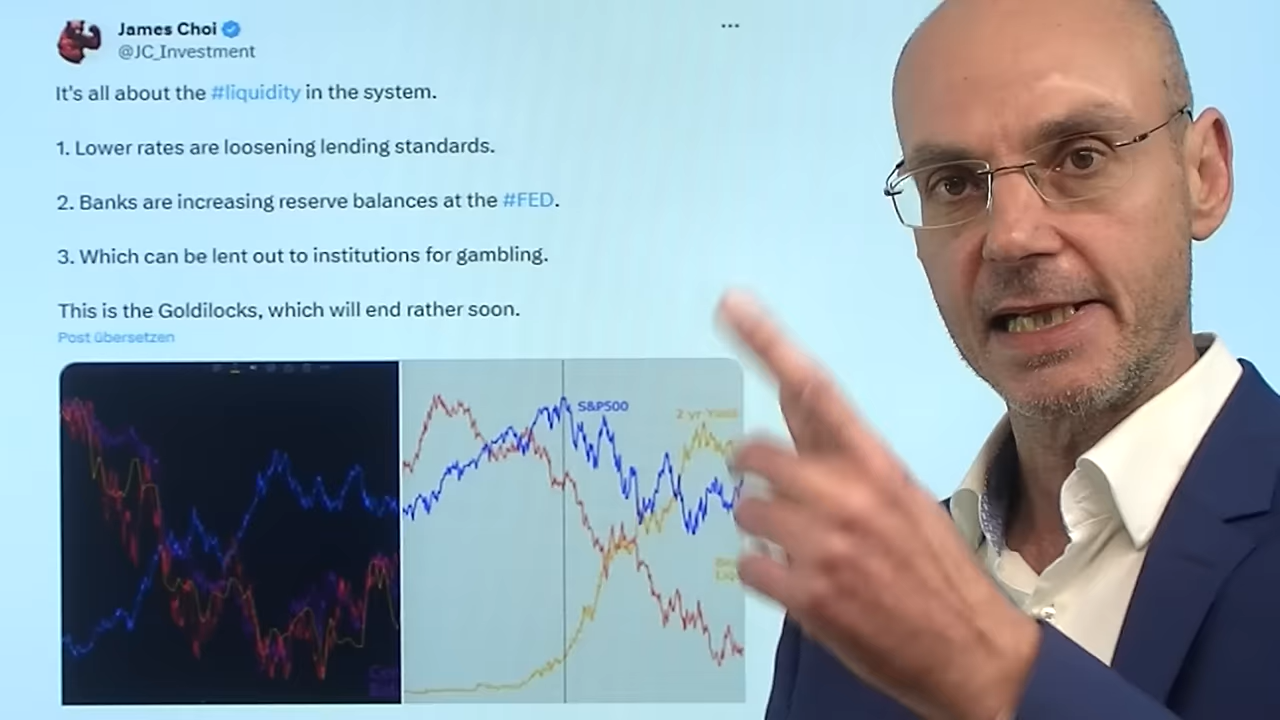 James Choi
@JC_Investment
It's all about the #liquidity in the system.
1. Lower rates are loosening lending standards.
2. Banks are increasing reserve balances at the #FED.
3. Which can be lent out to institutions for gambling.
This is the Goldilocks, which will end rather soon.
Post übersetzen
S&P500
2 yr Yield